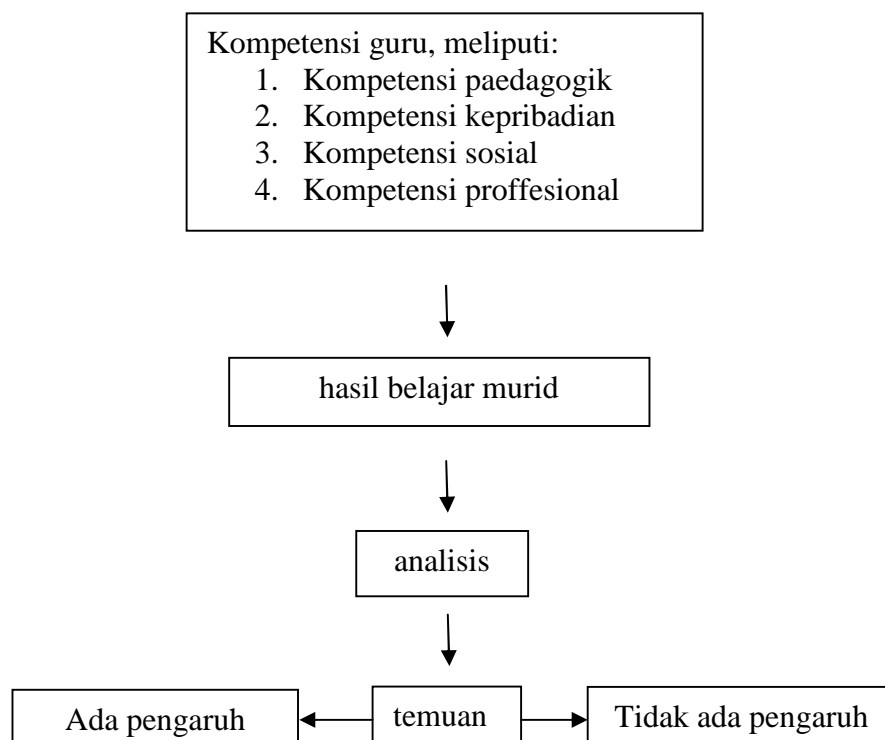 Kompetensi guru, meliputi:
1. Kompetensi paedagogik
2. Kompetensi kepribadian
3. Kompetensi sosial
4. Kompetensi proffesional
hasil belajar murid
analisis
Ada pengaruh
temuan
Tidak ada pengaruh